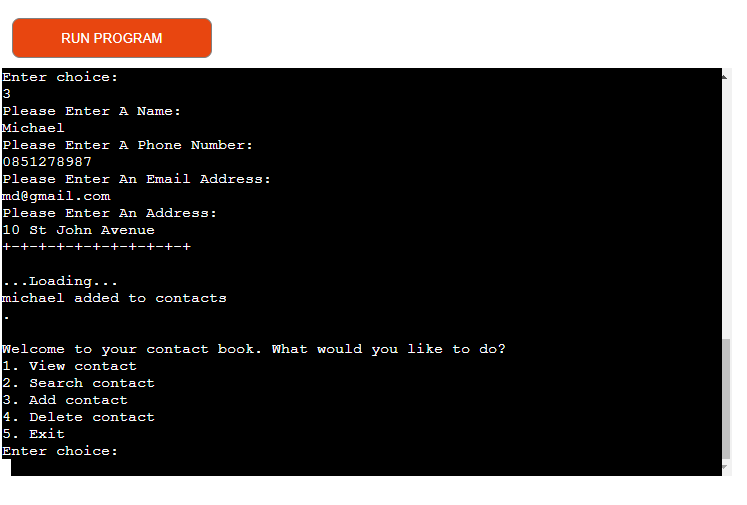 RUN PROGRAM
Enter choice:
3
Please Enter A Name:
Michael
Please Enter A Phone Number:
0851278987
Please Enter An Email Address:
md@gmail.com
Please Enter An Address:
10 St John Avenue
+-+-+-+-+-+-+-+-+-+-+
...Loading...
michael added to contacts
.
Welcome to your contact book. What would you like to do?
1. View contact
2. Search contact
3. Add contact
4. Delete contact
5. Exit
Enter choice: